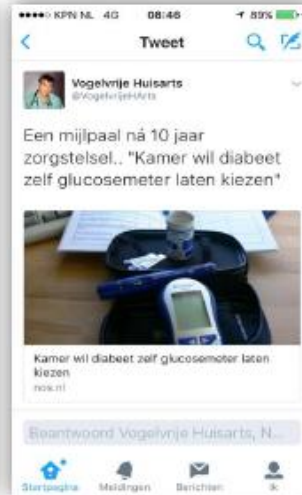 KPN NL 4G 08:46 89%
Tweet
Vogelvrije Huisarts
@VogelvrijeHArts
Een mijlpaal ná 10 jaar
zorgstelsel.. "Kamer wil diabeet
zelf glucosemeter laten kiezen"
Kamer wil diabeet zelf glucosemeter laten
kiezen
nos.nl
Beantwoord Vogelvrije Huisarts, N...
Startpagina Meldingen Berichten Ik